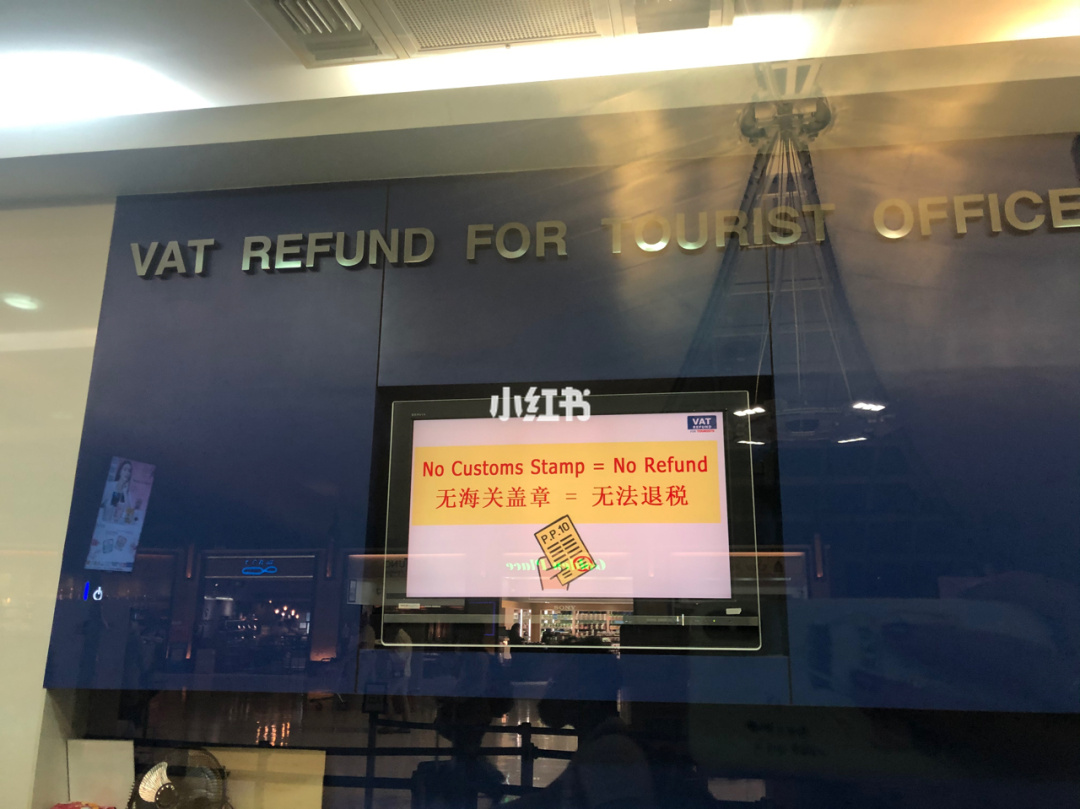 VAT REFUND FOR TOURIST OFFICE
小红书
VAT
REFUND
No Customs Stamp = No Refund
无海关盖章 = 无法退税
P.P.10